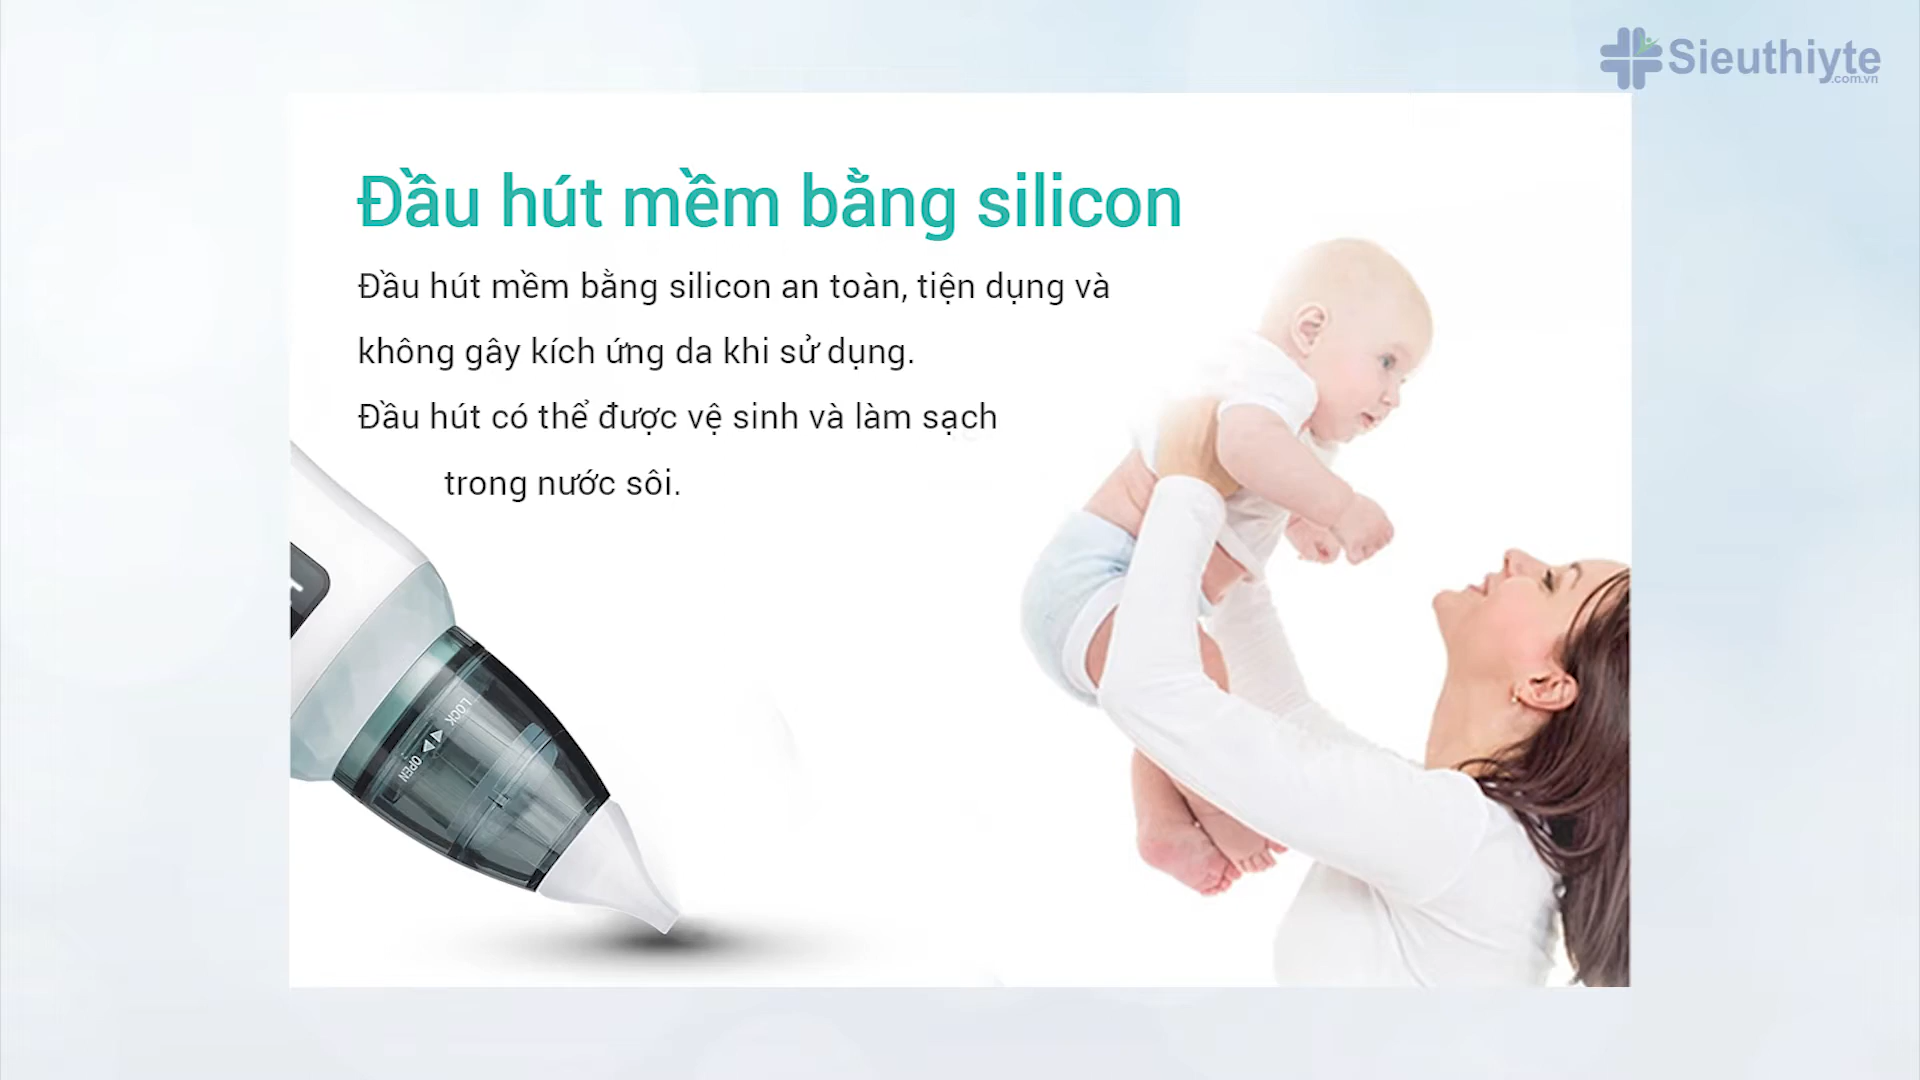 Sieuthiyte
.com.vn
Đầu hút mềm bằng silicon
Đầu hút mềm bằng silicon an toàn, tiện dụng và
không gây kích ứng da khi sử dụng.
Đầu hút có thể được vệ sinh và làm sạch
trong nước sôi.
LOCK
OPEN